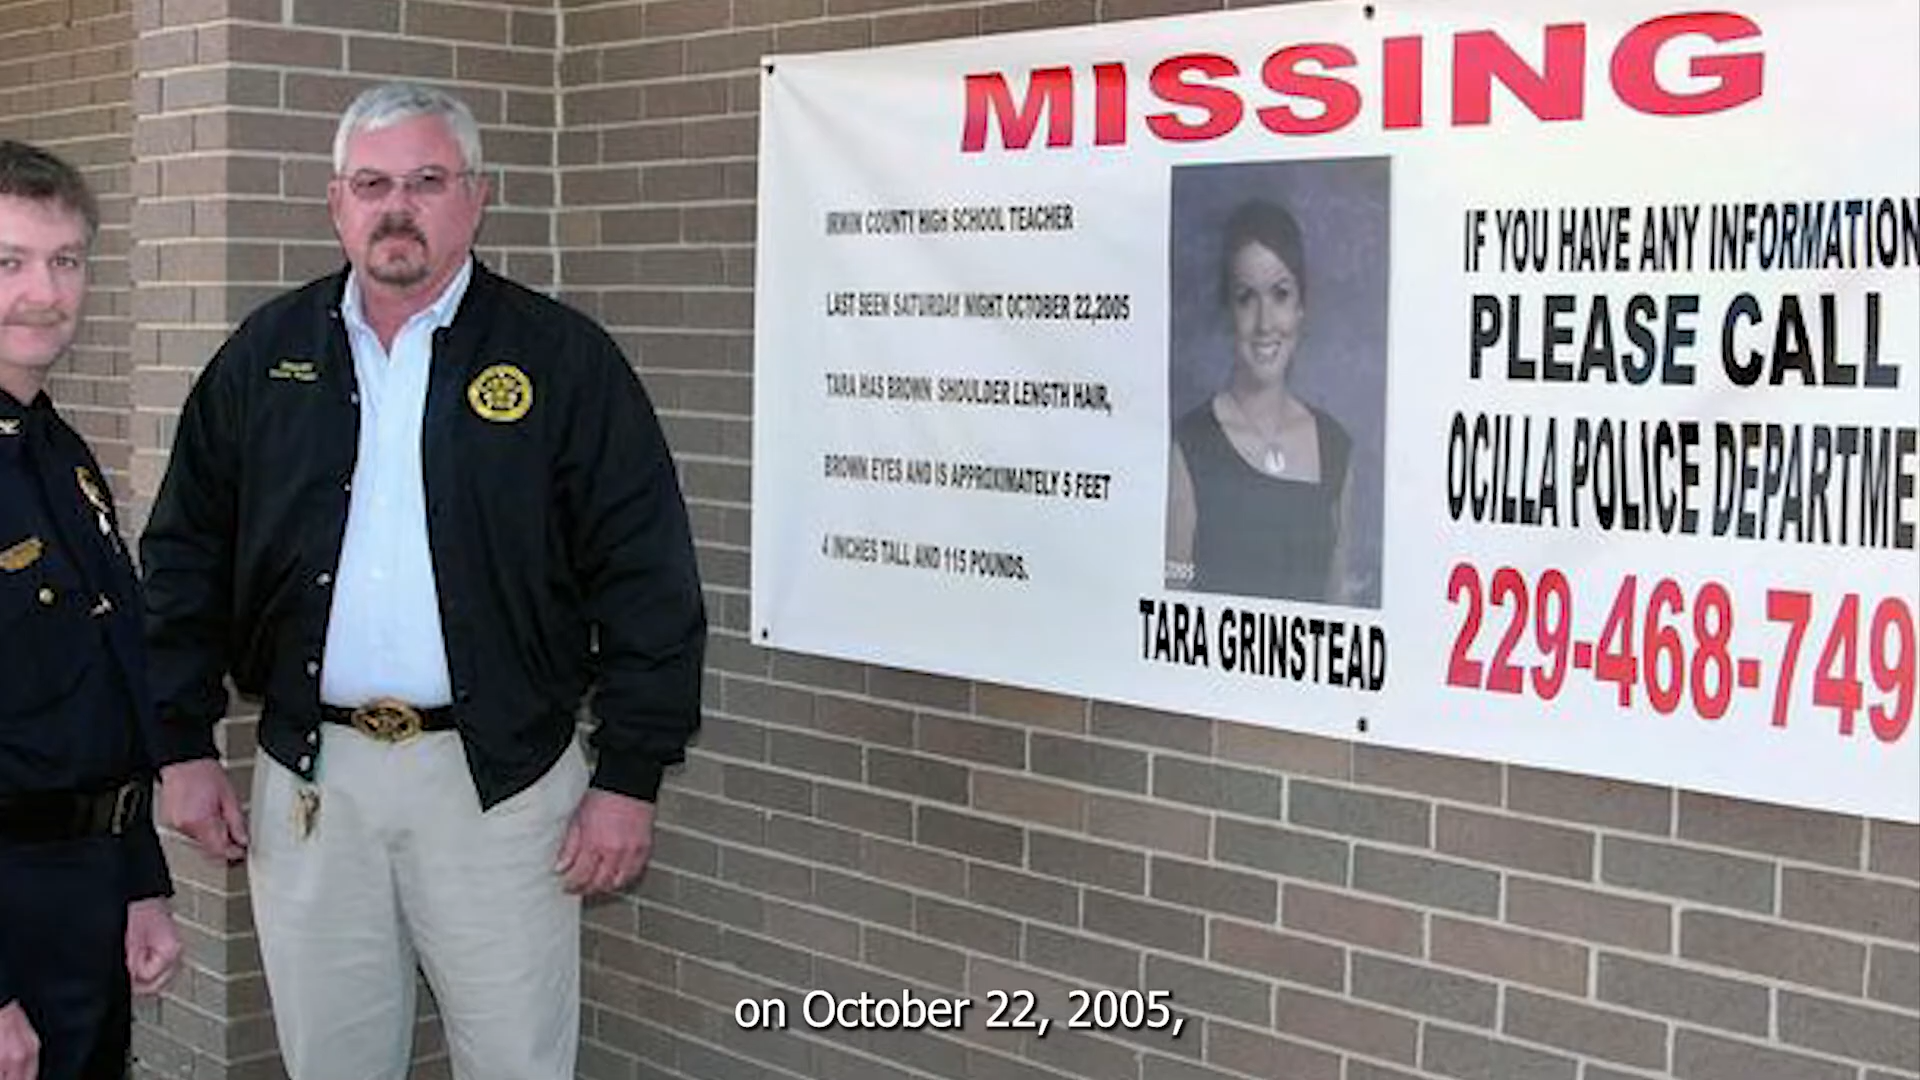 MISSING
IRWIN COUNTY HIGH SCHOOL TEACHER
LAST SEEN SATURDAY NIGHT OCTOBER 22,2005
TARA HAS BROWN SHOULDER LENGTH HAIR,
BROWN EYES AND IS APPROXIMATELY 5 FEET
4 INCHES TALL AND 115 POUNDS.
2005
TARA GRINSTEAD
IF YOU HAVE ANY INFORMATION
PLEASE CALL
OCILLA POLICE DEPARTME
229-468-749
on October 22, 2005,